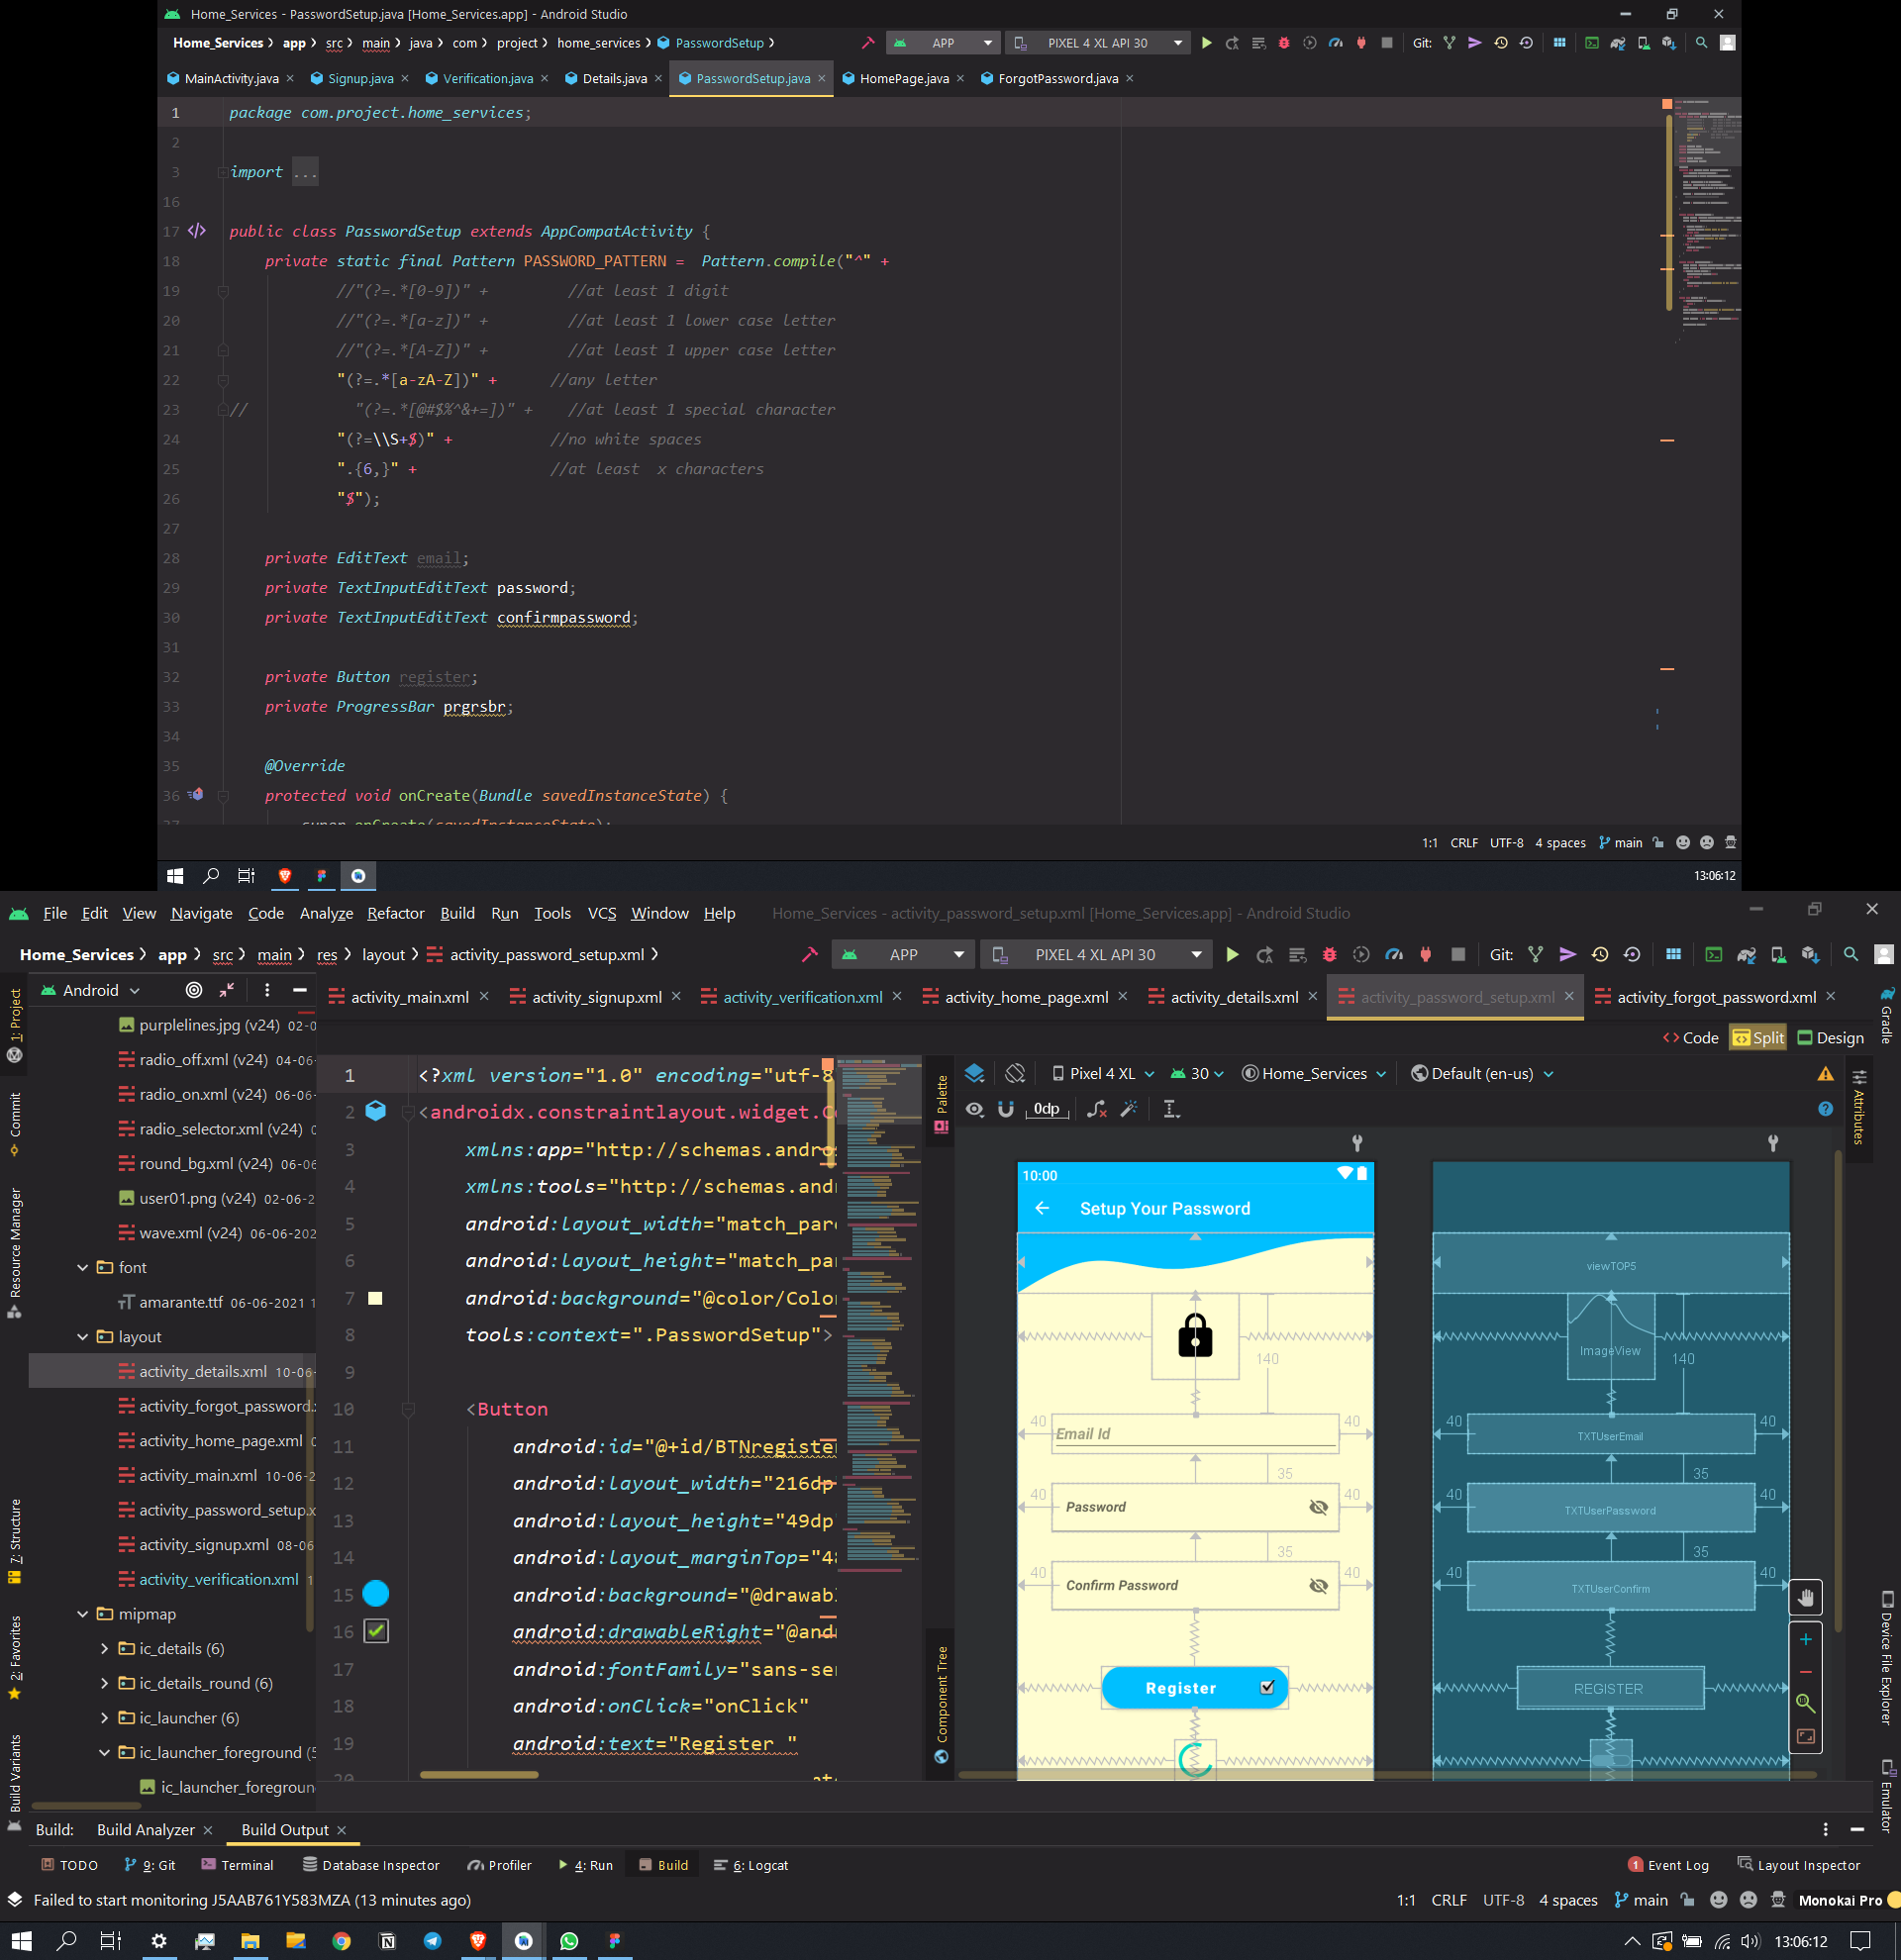 Home_Services - PasswordSetup.java [Home_Services.app] - Android Studio
Home_Services app src main java com project home_services PasswordSetup APP PIXEL 4 XL API 30 Git:
MainActivity.java Signup.java Verification.java Details.java PasswordSetup.java HomePage.java ForgotPassword.java
1 package com.project.home_services;
2
3 import ...
16
17 public class PasswordSetup extends AppCompatActivity {
18 private static final Pattern PASSWORD_PATTERN = Pattern.compile("^" +
19 //"(?=.*[0-9])" + //at least 1 digit
20 //"(?=.*[a-z])" + //at least 1 lower case letter
21 //"(?=.*[A-Z])" + //at least 1 upper case letter
22 "(?=.*[a-zA-Z])" + //any letter
23 // "(?=.*[@#$%^&+=])" + //at least 1 special character
24 "(?=\\S+$)" + //no white spaces
25 ".{6,}" + //at least  x characters
26 "$");
27
28 private EditText email;
29 private TextInputEditText password;
30 private TextInputEditText confirmpassword;
31
32 private Button register;
33 private ProgressBar prgrsbr;
34
35 @Override
36 protected void onCreate(Bundle savedInstanceState) {
37 super.onCreate(savedInstanceState);
1:1 CRLF UTF-8 4 spaces main
13:06:12
File Edit View Navigate Code Analyze Refactor Build Run Tools VCS Window Help Home_Services - activity_password_setup.xml [Home_Services.app] - Android Studio
Home_Services app src main res layout activity_password_setup.xml APP PIXEL 4 XL API 30 Git:
Android activity_main.xml activity_signup.xml activity_verification.xml activity_home_page.xml activity_details.xml activity_password_setup.xml activity_forgot_password.xml
Code Split Design
1: Project
Commit
Resource Manager
7: Structure
2: Favorites
Build Variants
purplelines.jpg (v24) 02-0
radio_off.xml (v24) 04-06-
radio_on.xml (v24) 06-06-
radio_selector.xml (v24) 0
round_bg.xml (v24) 06-06
user01.png (v24) 02-06-2
wave.xml (v24) 06-06-202
font
amarante.ttf 06-06-2021 1
layout
activity_details.xml 10-06-
activity_forgot_password.
activity_home_page.xml
activity_main.xml 10-06-2
activity_password_setup.x
activity_signup.xml 08-06
activity_verification.xml 1
mipmap
ic_details (6)
ic_details_round (6)
ic_launcher (6)
ic_launcher_foreground (5
ic_launcher_foregroun
1 <?xml version="1.0" encoding="utf-8
2 <androidx.constraintlayout.widget.Co
3 xmlns:app="http://schemas.andro
4 xmlns:tools="http://schemas.and
5 android:layout_width="match_par
6 android:layout_height="match_pa
7 android:background="@color/Colo
8 tools:context=".PasswordSetup">
9
10 <Button
11 android:id="@+id/BTNregister
12 android:layout_width="216dp
13 android:layout_height="49dp
14 android:layout_marginTop="48
15 android:background="@drawabl
16 android:drawableRight="@and
17 android:fontFamily="sans-se
18 android:onClick="onClick"
19 android:text="Register "
20
Palette
Component Tree
Pixel 4 XL 30 Home_Services Default (en-us)
0dp
10:00
Setup Your Password
140
40 Email Id 40
35
40 Password 40
35
40 Confirm Password 40
Register
viewTOP5
ImageView 140
40 TXTUserEmail 40
35
40 TXTUserPassword 40
35
40 TXTUserConfirm 40
REGISTER
Gradle
Attributes
Device File Explorer
Emulator
Build: Build Analyzer Build Output
TODO 9: Git Terminal Database Inspector Profiler 4: Run Build 6: Logcat 1 Event Log Layout Inspector
Failed to start monitoring J5AAB761Y583MZA (13 minutes ago) 1:1 CRLF UTF-8 4 spaces main Monokai Pro
13:06:12